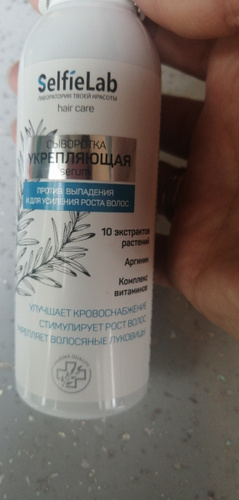 SelfieLab
ЛАБОРАТОРИЯ ТВОЕЙ КРАСОТЫ
hair care
СЫВОРОТКА
УКРЕПЛЯЮЩАЯ
serum
ПРОТИВ ВЫПАДЕНИЯ
И ДЛЯ УСИЛЕНИЯ РОСТА ВОЛОС
10 экстрактов
растений
Аргинин
Комплекс
витаминов
УЛУЧШАЕТ КРОВОСНАБЖЕНИЕ
СТИМУЛИРУЕТ РОСТ ВОЛОС
УКРЕПЛЯЕТ ВОЛОСЯНЫЕ ЛУКОВИЦЫ